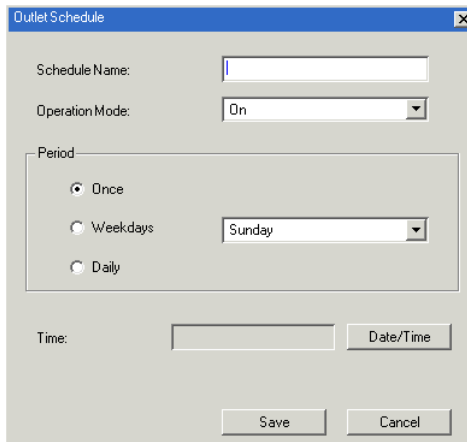 Outlet Schedule
Schedule Name:
Operation Mode: On
Period
Once
Weekdays Sunday
Daily
Time: Date/Time
Save Cancel